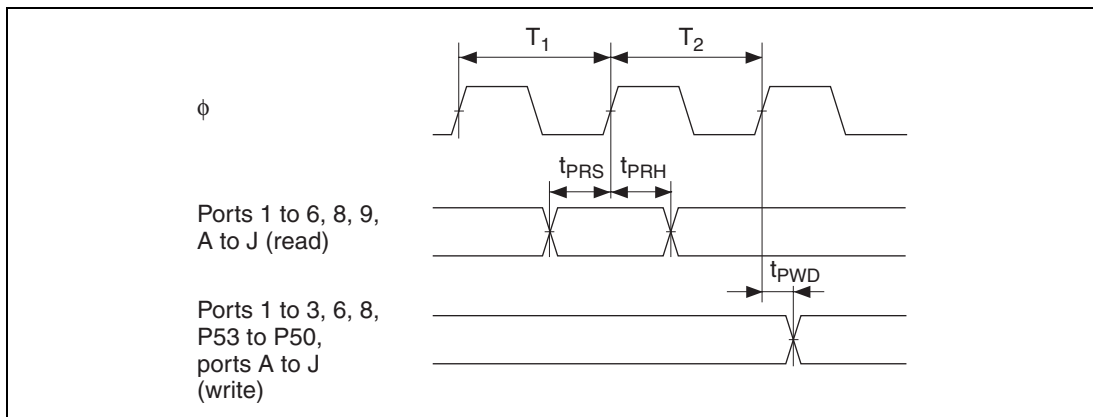 T1
T2
φ
tPRS
tPRH
Ports 1 to 6, 8, 9,
A to J (read)
tPWD
Ports 1 to 3, 6, 8,
P53 to P50,
ports A to J
(write)